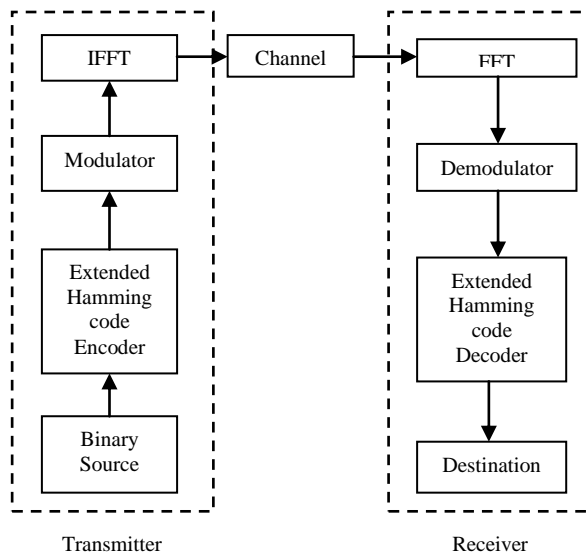 IFFT
Channel
FFT
Modulator
Demodulator
Extended
Hamming
code
Encoder
Extended
Hamming
code
Decoder
Binary
Source
Destination
Transmitter
Receiver